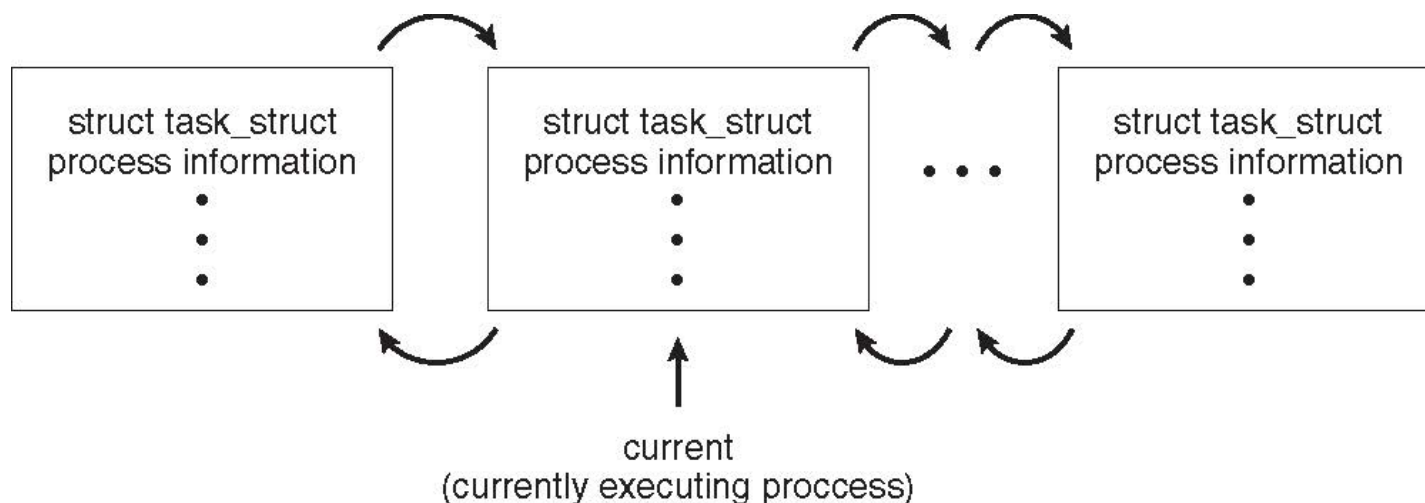 struct task_struct
process information
struct task_struct
process information
struct task_struct
process information
current
(currently executing proccess)